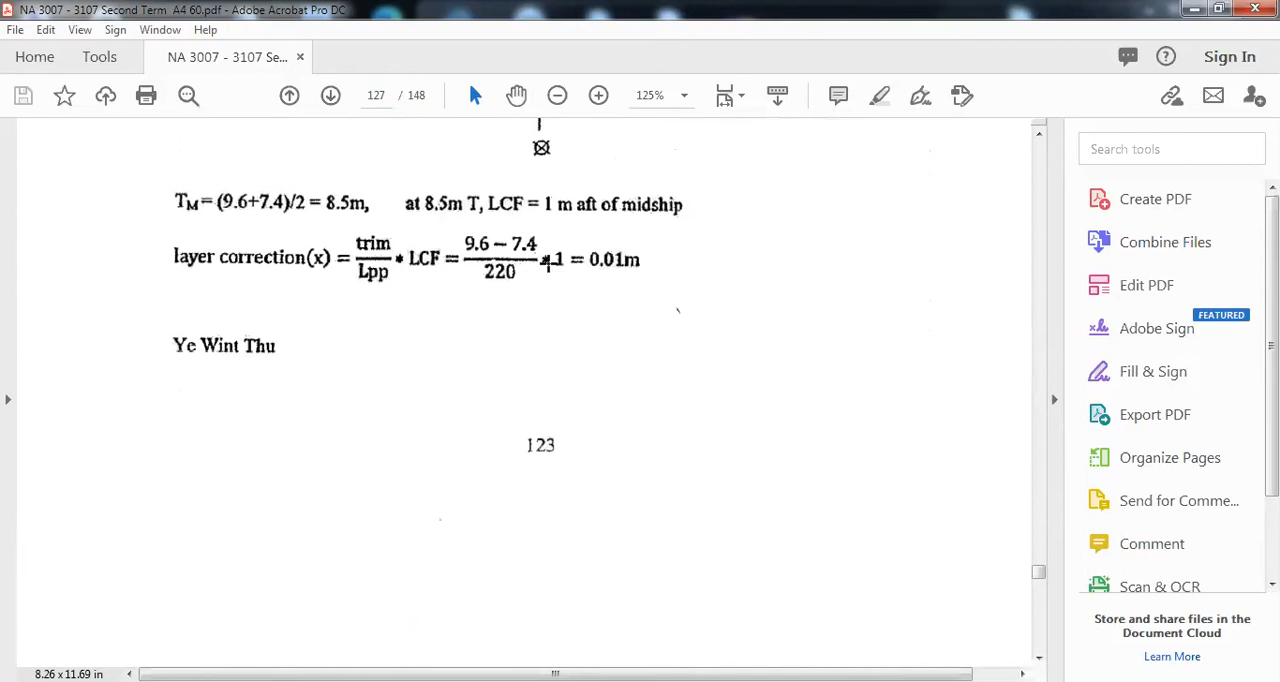 NA 3007 - 3107 Second Term A4 60.pdf - Adobe Acrobat Pro DC
File Edit View Sign Window Help
Home Tools NA 3007 - 3107 Se... × Sign In
127 / 148 125%
T_M = (9.6+7.4)/2 = 8.5m, at 8.5m T, LCF = 1 m aft of midship
layer correction(x) = trim/Lpp * LCF = 9.6 – 7.4/220 * 1 = 0.01m
Ye Wint Thu
123
8.26 x 11.69 in
Search tools
Create PDF
Combine Files
Edit PDF
FEATURED
Adobe Sign
Fill & Sign
Export PDF
Organize Pages
Send for Comme...
Comment
Scan & OCR
Store and share files in the
Document Cloud
Learn More